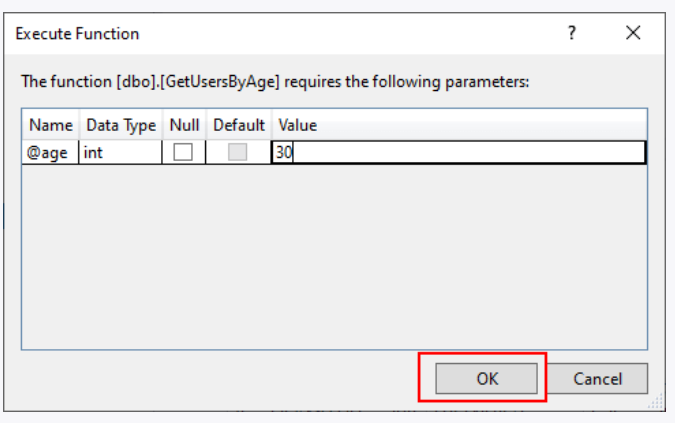 Execute Function ? ×
The function [dbo].[GetUsersByAge] requires the following parameters:
Name Data Type Null Default Value
@age int 30
OK Cancel